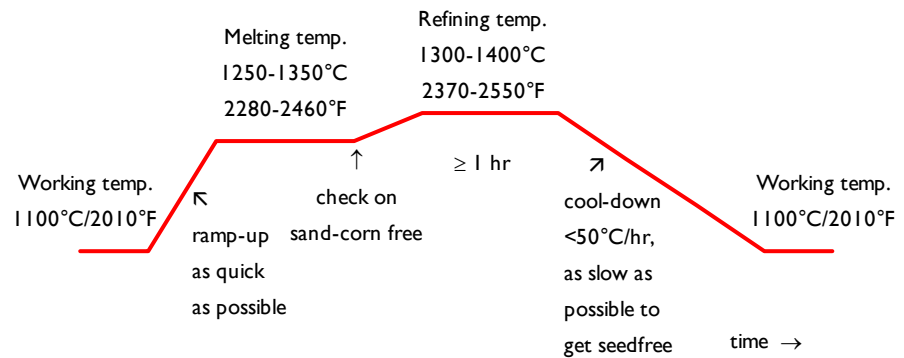 Refining temp.
1300-1400°C
2370-2550°F
Melting temp.
1250-1350°C
2280-2460°F
Working temp.
1100°C/2010°F
↖
ramp-up
as quick
as possible
↑
check on
sand-corn free
≥ 1 hr
↗
cool-down
<50°C/hr,
as slow as
possible to
get seedfree
Working temp.
1100°C/2010°F
time →